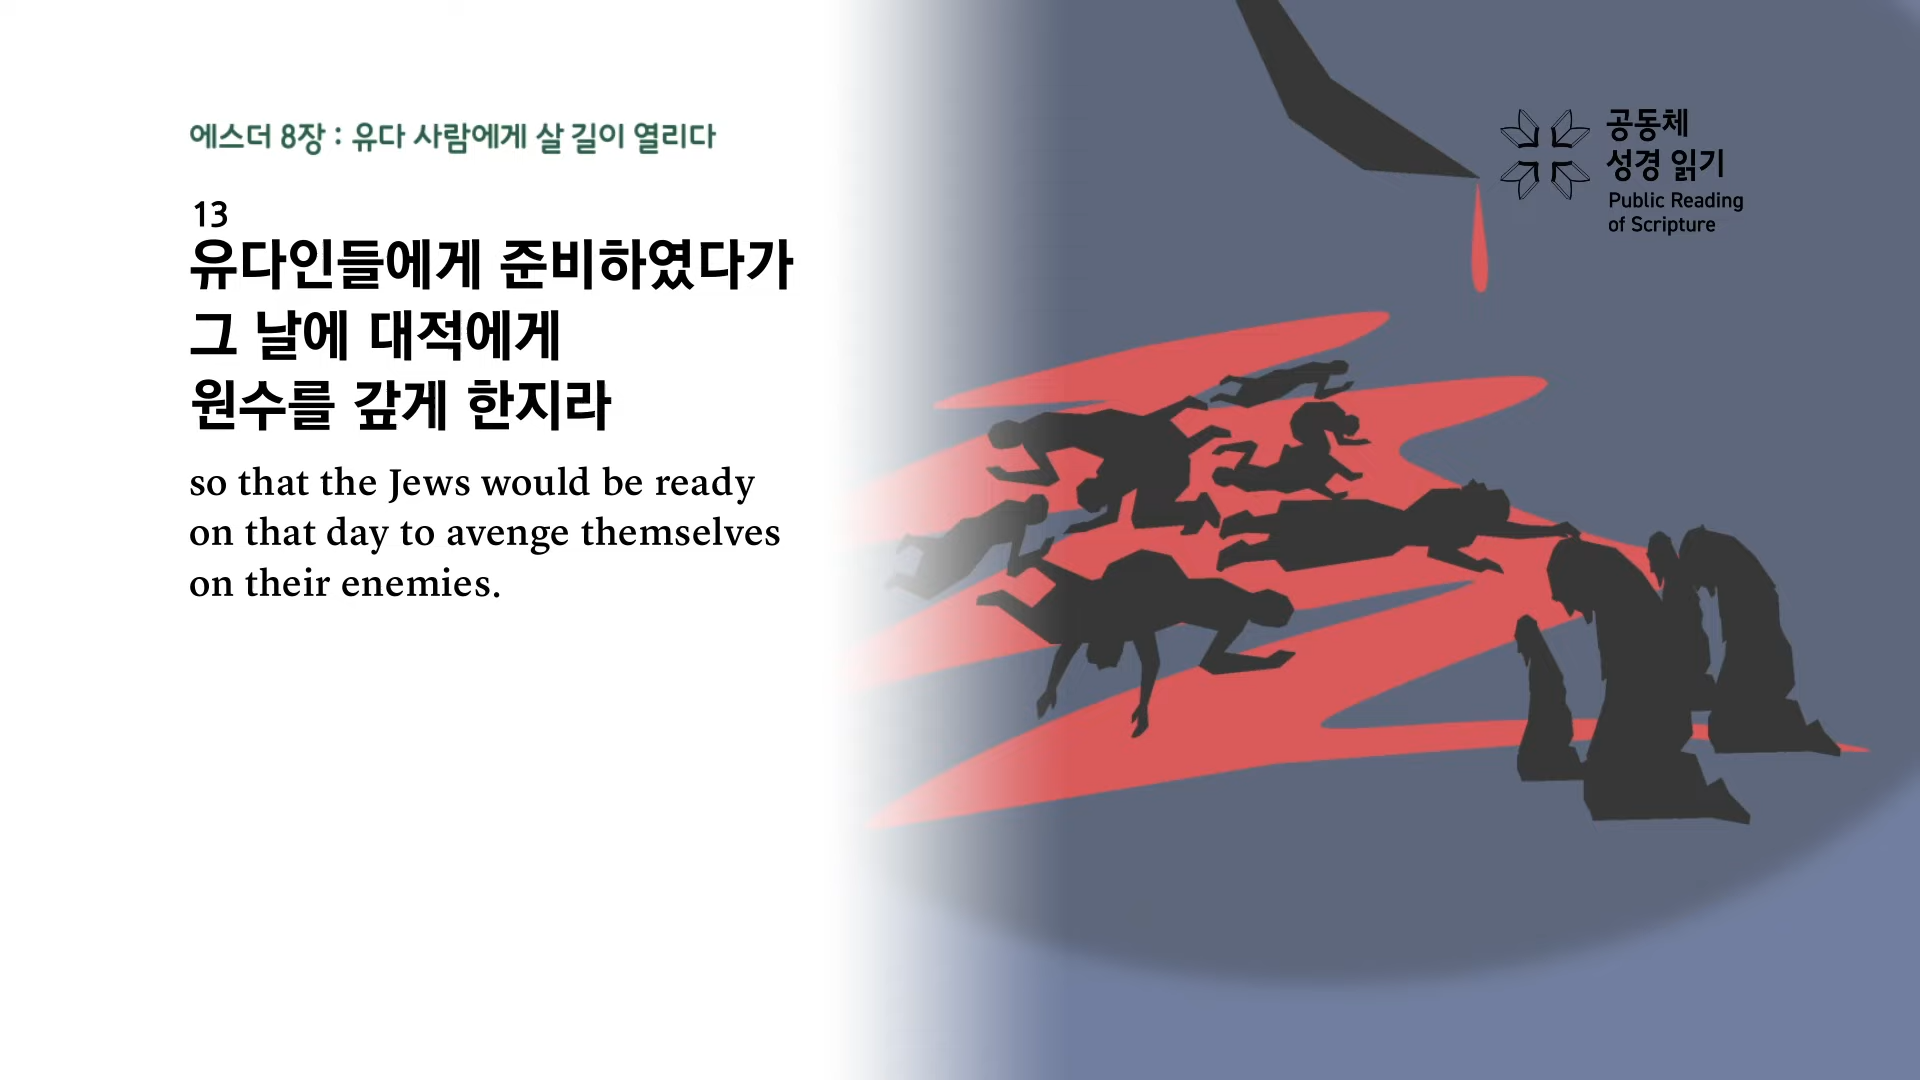 에스더 8장 : 유다 사람에게 살 길이 열리다
13
유다인들에게 준비하였다가
그 날에 대적에게
원수를 갚게 한지라
so that the Jews would be ready
on that day to avenge themselves
on their enemies.
공동체
성경 읽기
Public Reading
of Scripture